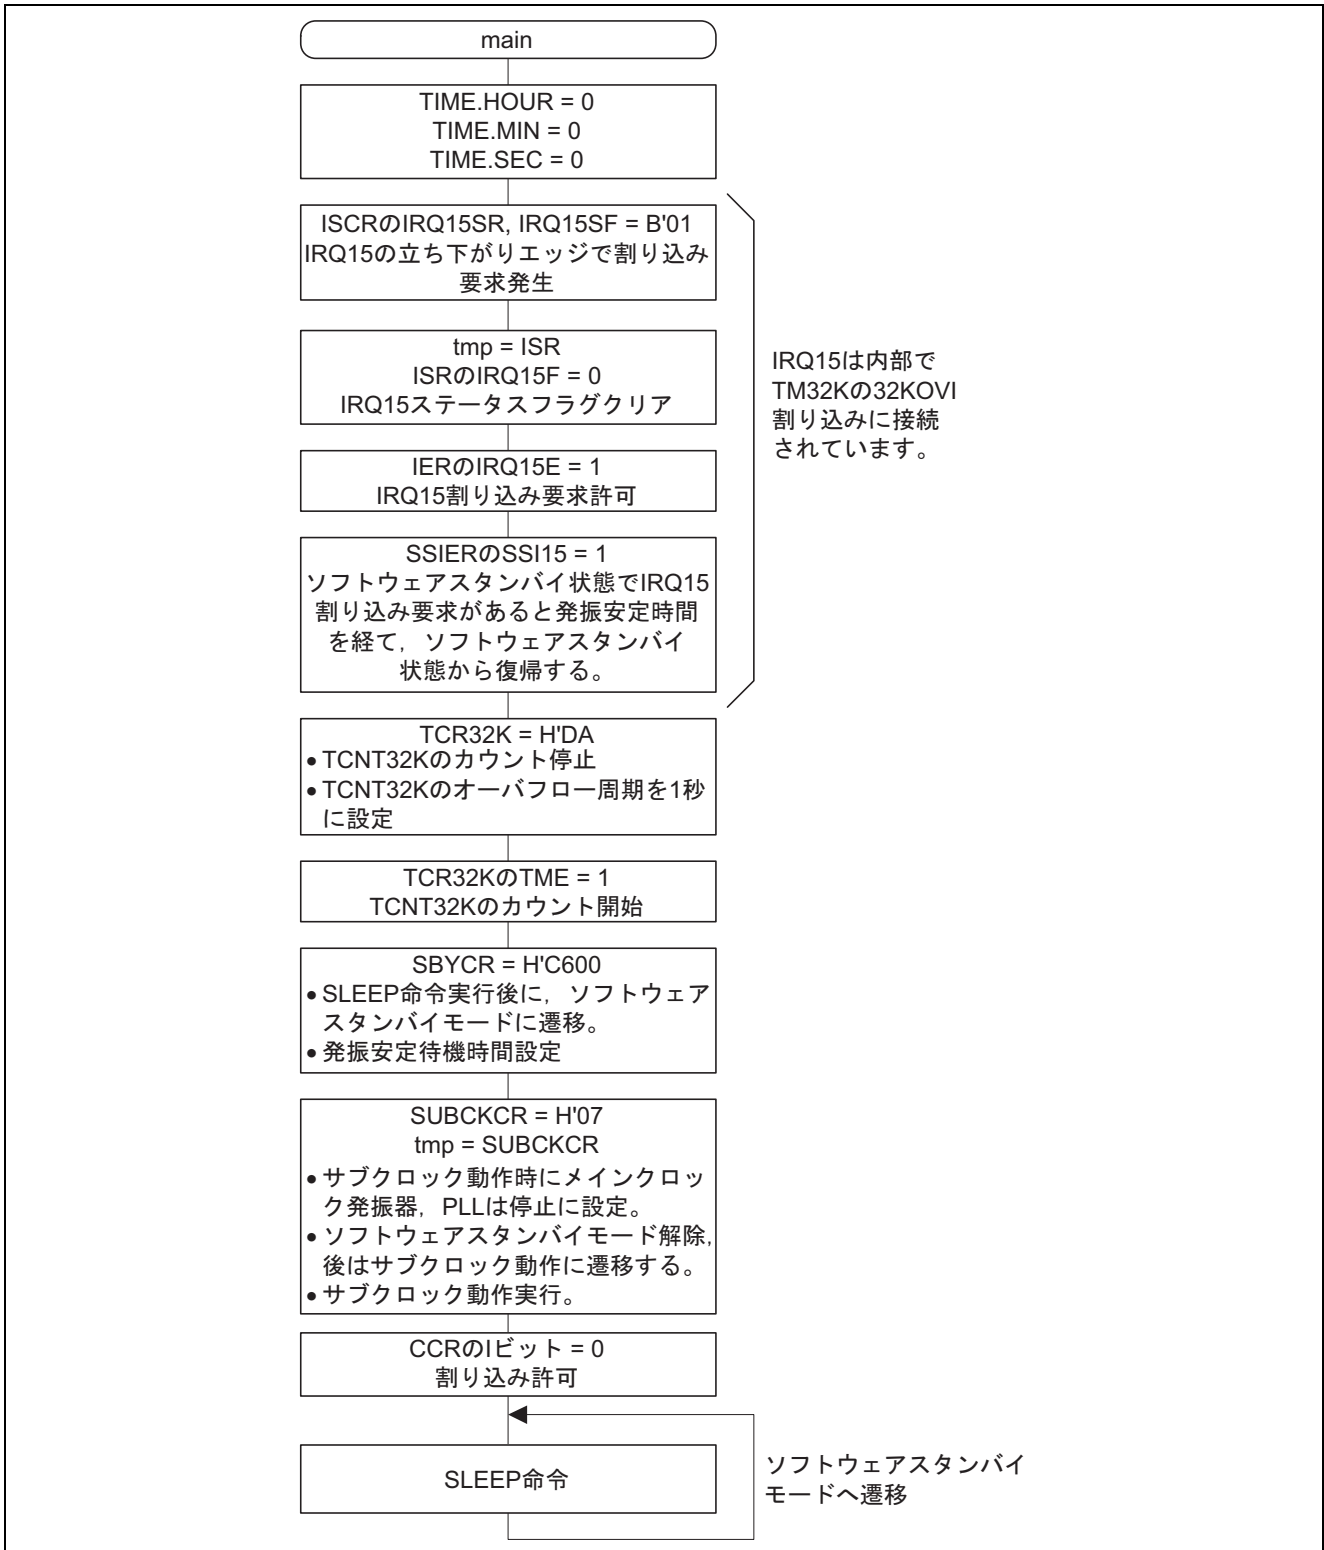 main
TIME.HOUR = 0
TIME.MIN = 0
TIME.SEC = 0
ISCRのIRQ15SR, IRQ15SF = B'01
IRQ15の立ち下がりエッジで割り込み
要求発生
tmp = ISR
ISRのIRQ15F = 0
IRQ15ステータスフラグクリア
IERのIRQ15E = 1
IRQ15割り込み要求許可
SSIERのSSI15 = 1
ソフトウェアスタンバイ状態でIRQ15
割り込み要求があると発振安定時間
を経て，ソフトウェアスタンバイ
状態から復帰する。
IRQ15は内部で
TM32Kの32KOVI
割り込みに接続
されています。
TCR32K = H'DA
• TCNT32Kのカウント停止
• TCNT32Kのオーバフロー周期を1秒
に設定
TCR32KのTME = 1
TCNT32Kのカウント開始
SBYCR = H'C600
• SLEEP命令実行後に，ソフトウェア
スタンバイモードに遷移。
• 発振安定待機時間設定
SUBCKCR = H'07
tmp = SUBCKCR
• サブクロック動作時にメインクロッ
ク発振器，PLLは停止に設定。
• ソフトウェアスタンバイモード解除,
後はサブクロック動作に遷移する。
• サブクロック動作実行。
CCRのIビット = 0
割り込み許可
SLEEP命令
ソフトウェアスタンバイ
モードへ遷移